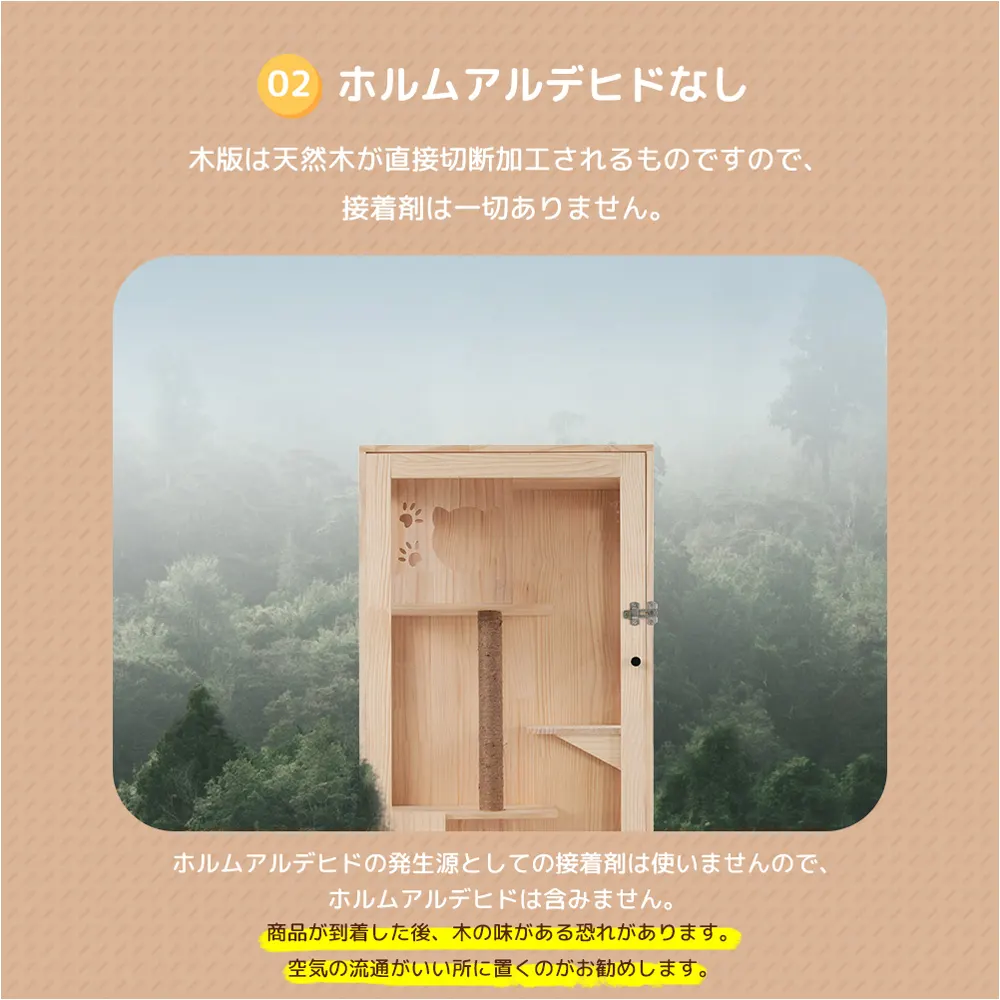 02 ホルムアルデヒドなし
木版は天然木が直接切断加工されるものですので、
接着剤は一切ありません。
ホルムアルデヒドの発生源としての接着剤は使いませんので、
ホルムアルデヒドは含みません。
商品が到着した後、木の味がある恐れがあります。
空気の流通がいい所に置くのがお勧めします。